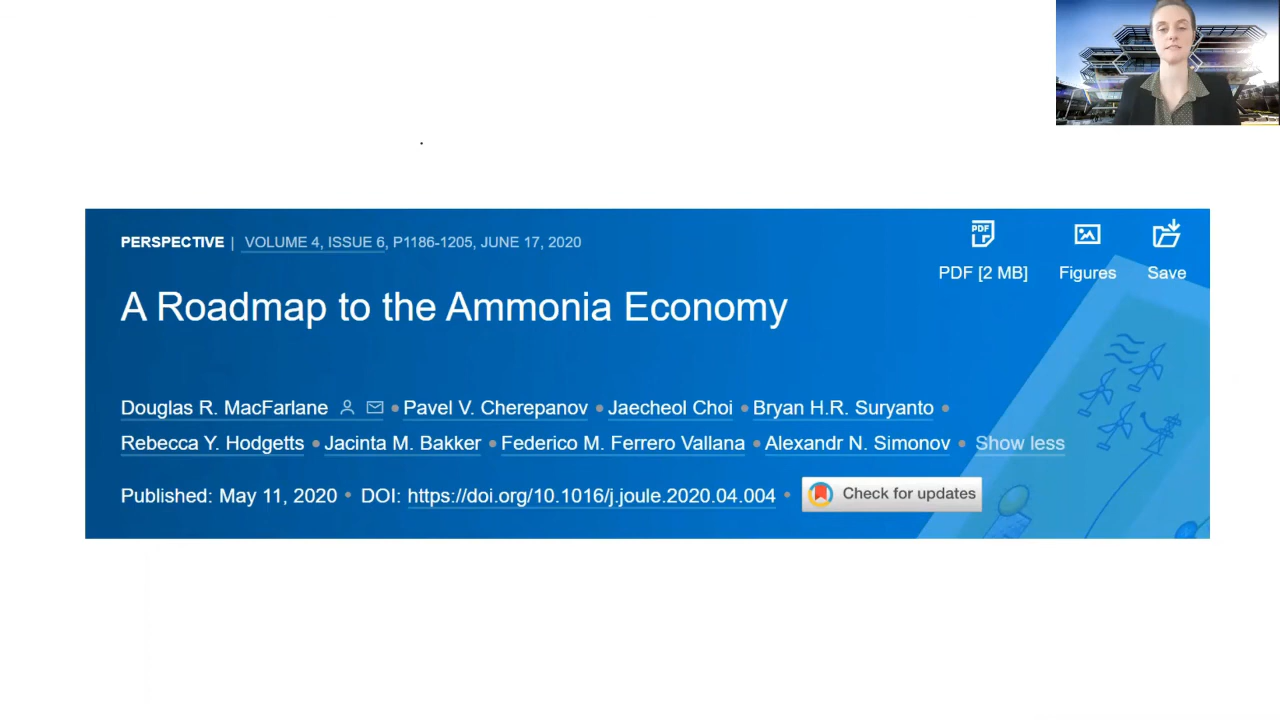 PERSPECTIVE | VOLUME 4, ISSUE 6, P1186-1205, JUNE 17, 2020
PDF [2 MB] Figures Save
A Roadmap to the Ammonia Economy
Douglas R. MacFarlane • Pavel V. Cherepanov • Jaecheol Choi • Bryan H.R. Suryanto •
Rebecca Y. Hodgetts • Jacinta M. Bakker • Federico M. Ferrero Vallana • Alexandr N. Simonov • Show less
Published: May 11, 2020 • DOI: https://doi.org/10.1016/j.joule.2020.04.004 • Check for updates